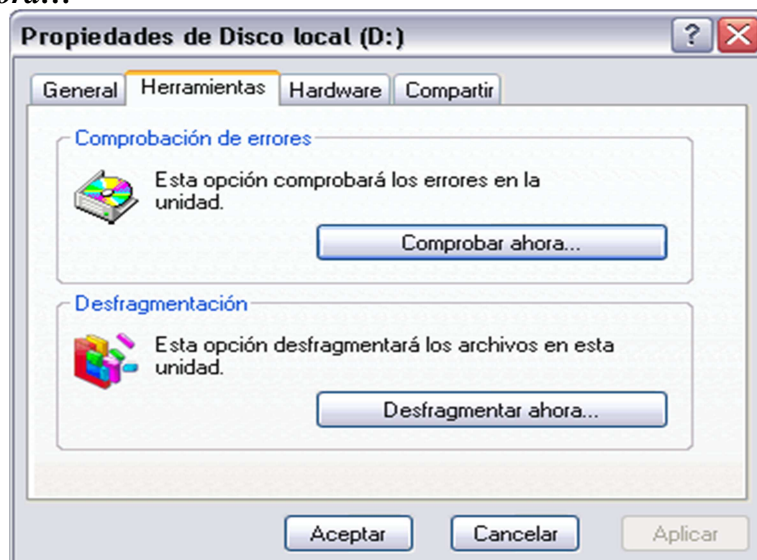 Propiedades de Disco local (D:)
General Herramientas Hardware Compartir
Comprobación de errores
Esta opción comprobará los errores en la
unidad.
Comprobar ahora...
Desfragmentación
Esta opción desfragmentará los archivos en esta
unidad.
Desfragmentar ahora...
Aceptar Cancelar Aplicar